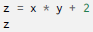 z = x * y + 2
z